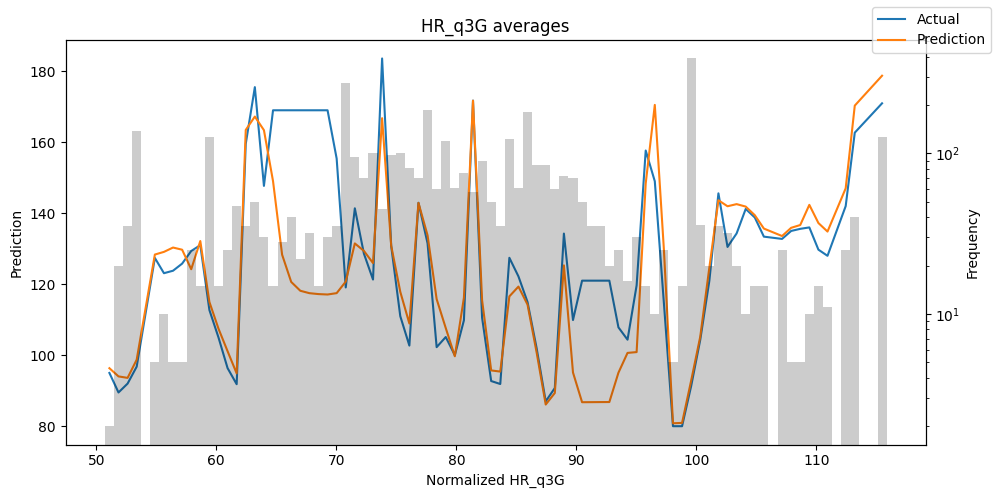 HR_q3G averages
Actual
Prediction
180
160
140
120
100
80
Prediction
10²
10¹
Frequency
50 60 70 80 90 100 110
Normalized HR_q3G